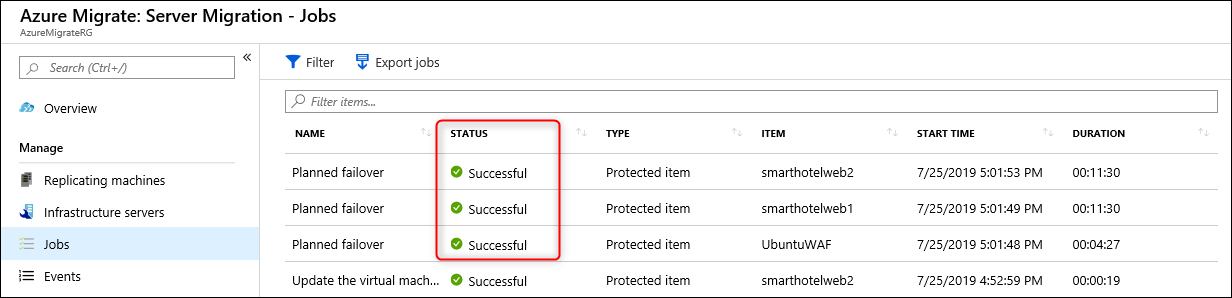 Azure Migrate: Server Migration - Jobs
AzureMigrateRG
Search (Ctrl+/)
«
Overview
Manage
Replicating machines
Infrastructure servers
Jobs
Events
Filter Export jobs
Filter items...
NAME STATUS TYPE ITEM START TIME DURATION
Planned failover Successful Protected item smarthotelweb2 7/25/2019 5:01:53 PM 00:11:30
Planned failover Successful Protected item smarthotelweb1 7/25/2019 5:01:49 PM 00:11:30
Planned failover Successful Protected item UbuntuWAF 7/25/2019 5:01:48 PM 00:04:27
Update the virtual mach... Successful Protected item smarthotelweb2 7/25/2019 4:52:59 PM 00:00:19